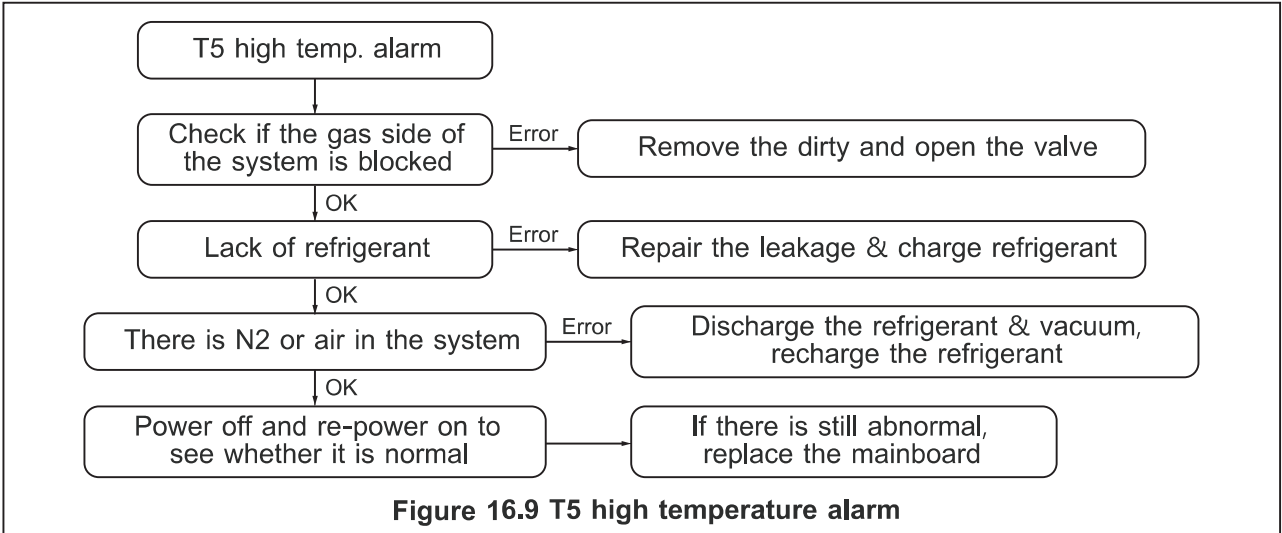 T5 high temp. alarm
Check if the gas side of
the system is blocked
Error
Remove the dirty and open the valve
OK
Lack of refrigerant
Error
Repair the leakage & charge refrigerant
OK
There is N2 or air in the system
Error
Discharge the refrigerant & vacuum,
recharge the refrigerant
OK
Power off and re-power on to
see whether it is normal
If there is still abnormal,
replace the mainboard
Figure 16.9 T5 high temperature alarm